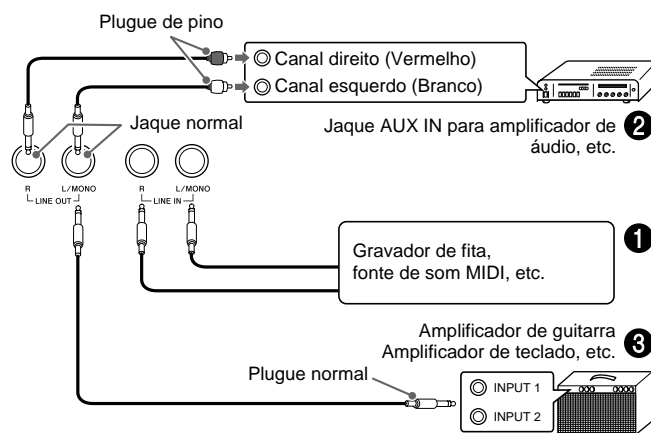 Plugue de pino
Canal direito (Vermelho)
Canal esquerdo (Branco)
Jaque normal
Jaque AUX IN para amplificador de
áudio, etc.
2
R L/MONO R L/MONO
LINE OUT LINE IN
Gravador de fita,
fonte de som MIDI, etc.
1
Amplificador de guitarra
Amplificador de teclado, etc.
3
Plugue normal
INPUT 1
INPUT 2